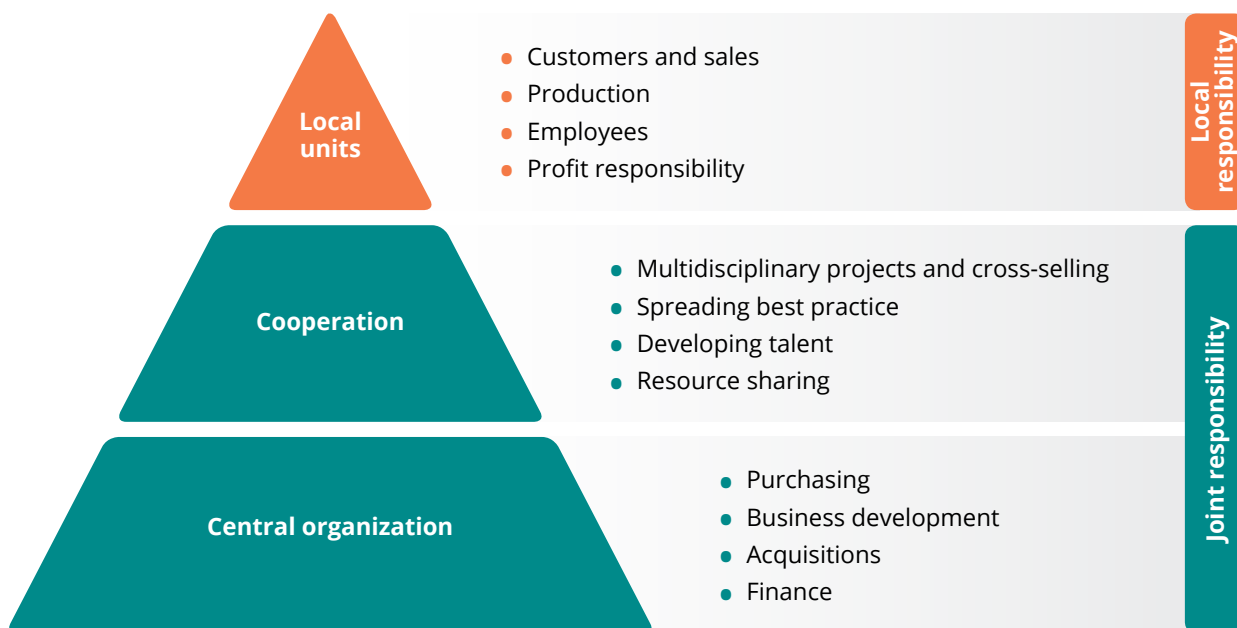 Local
units
Customers and sales
Production
Employees
Profit responsibility
Local
responsibility
Cooperation
Multidisciplinary projects and cross-selling
Spreading best practice
Developing talent
Resource sharing
Central organization
Purchasing
Business development
Acquisitions
Finance
Joint responsibility